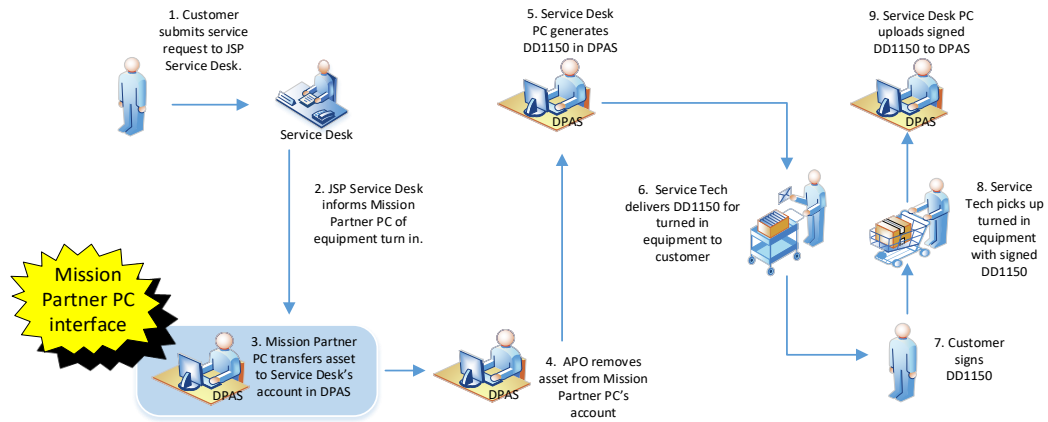 1. Customer
submits service
request to JSP
Service Desk.
Service Desk
2. JSP Service Desk
informs Mission
Partner PC of
equipment turn in.
Mission
Partner PC
interface
3. Mission Partner
PC transfers asset
to Service Desk's
account in DPAS
DPAS
4. APO removes
asset from Mission
Partner PC's
account
DPAS
5. Service Desk
PC generates
DD1150 in DPAS
DPAS
6. Service Tech
delivers DD1150 for
turned in
equipment to
customer
7. Customer
signs
DD1150
8. Service
Tech picks up
turned in
equipment
with signed
DD1150
9. Service Desk PC
uploads signed
DD1150 to DPAS
DPAS